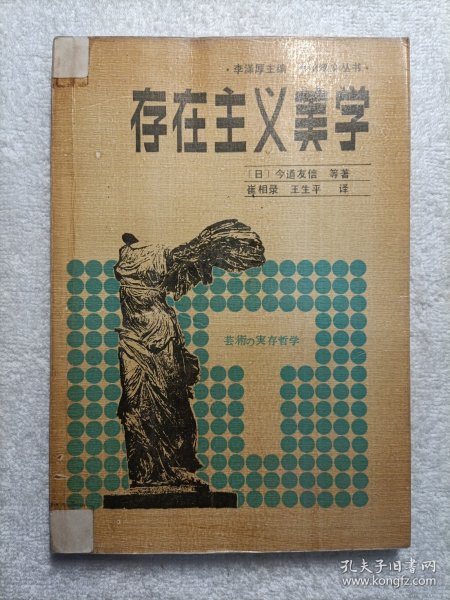 ·李泽厚主编 美学译文丛书·
存在主义美学
〔日〕今道友信 等著
崔相录 王生平 译
芸術の実存哲学
孔夫子旧书网
www.kongfz.com